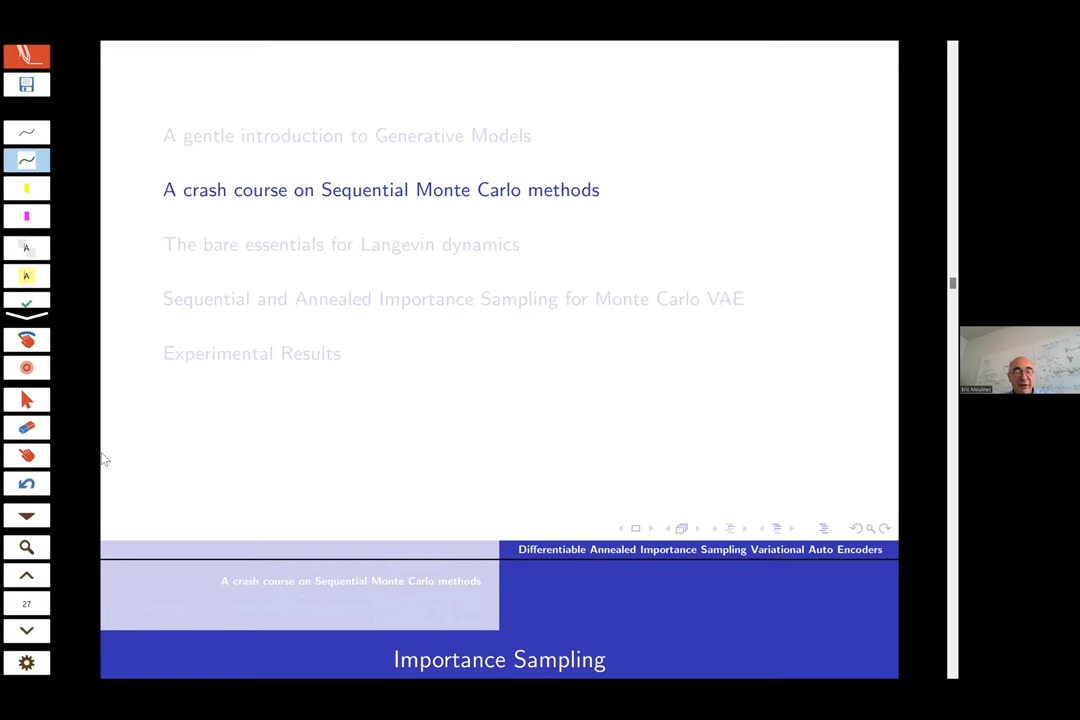 A gentle introduction to Generative Models
A crash course on Sequential Monte Carlo methods
The bare essentials for Langevin dynamics
Sequential and Annealed Importance Sampling for Monte Carlo VAE
Experimental Results
Differentiable Annealed Importance Sampling Variational Auto Encoders
A crash course on Sequential Monte Carlo methods
Importance Sampling
A
A
27
Eric Moulines